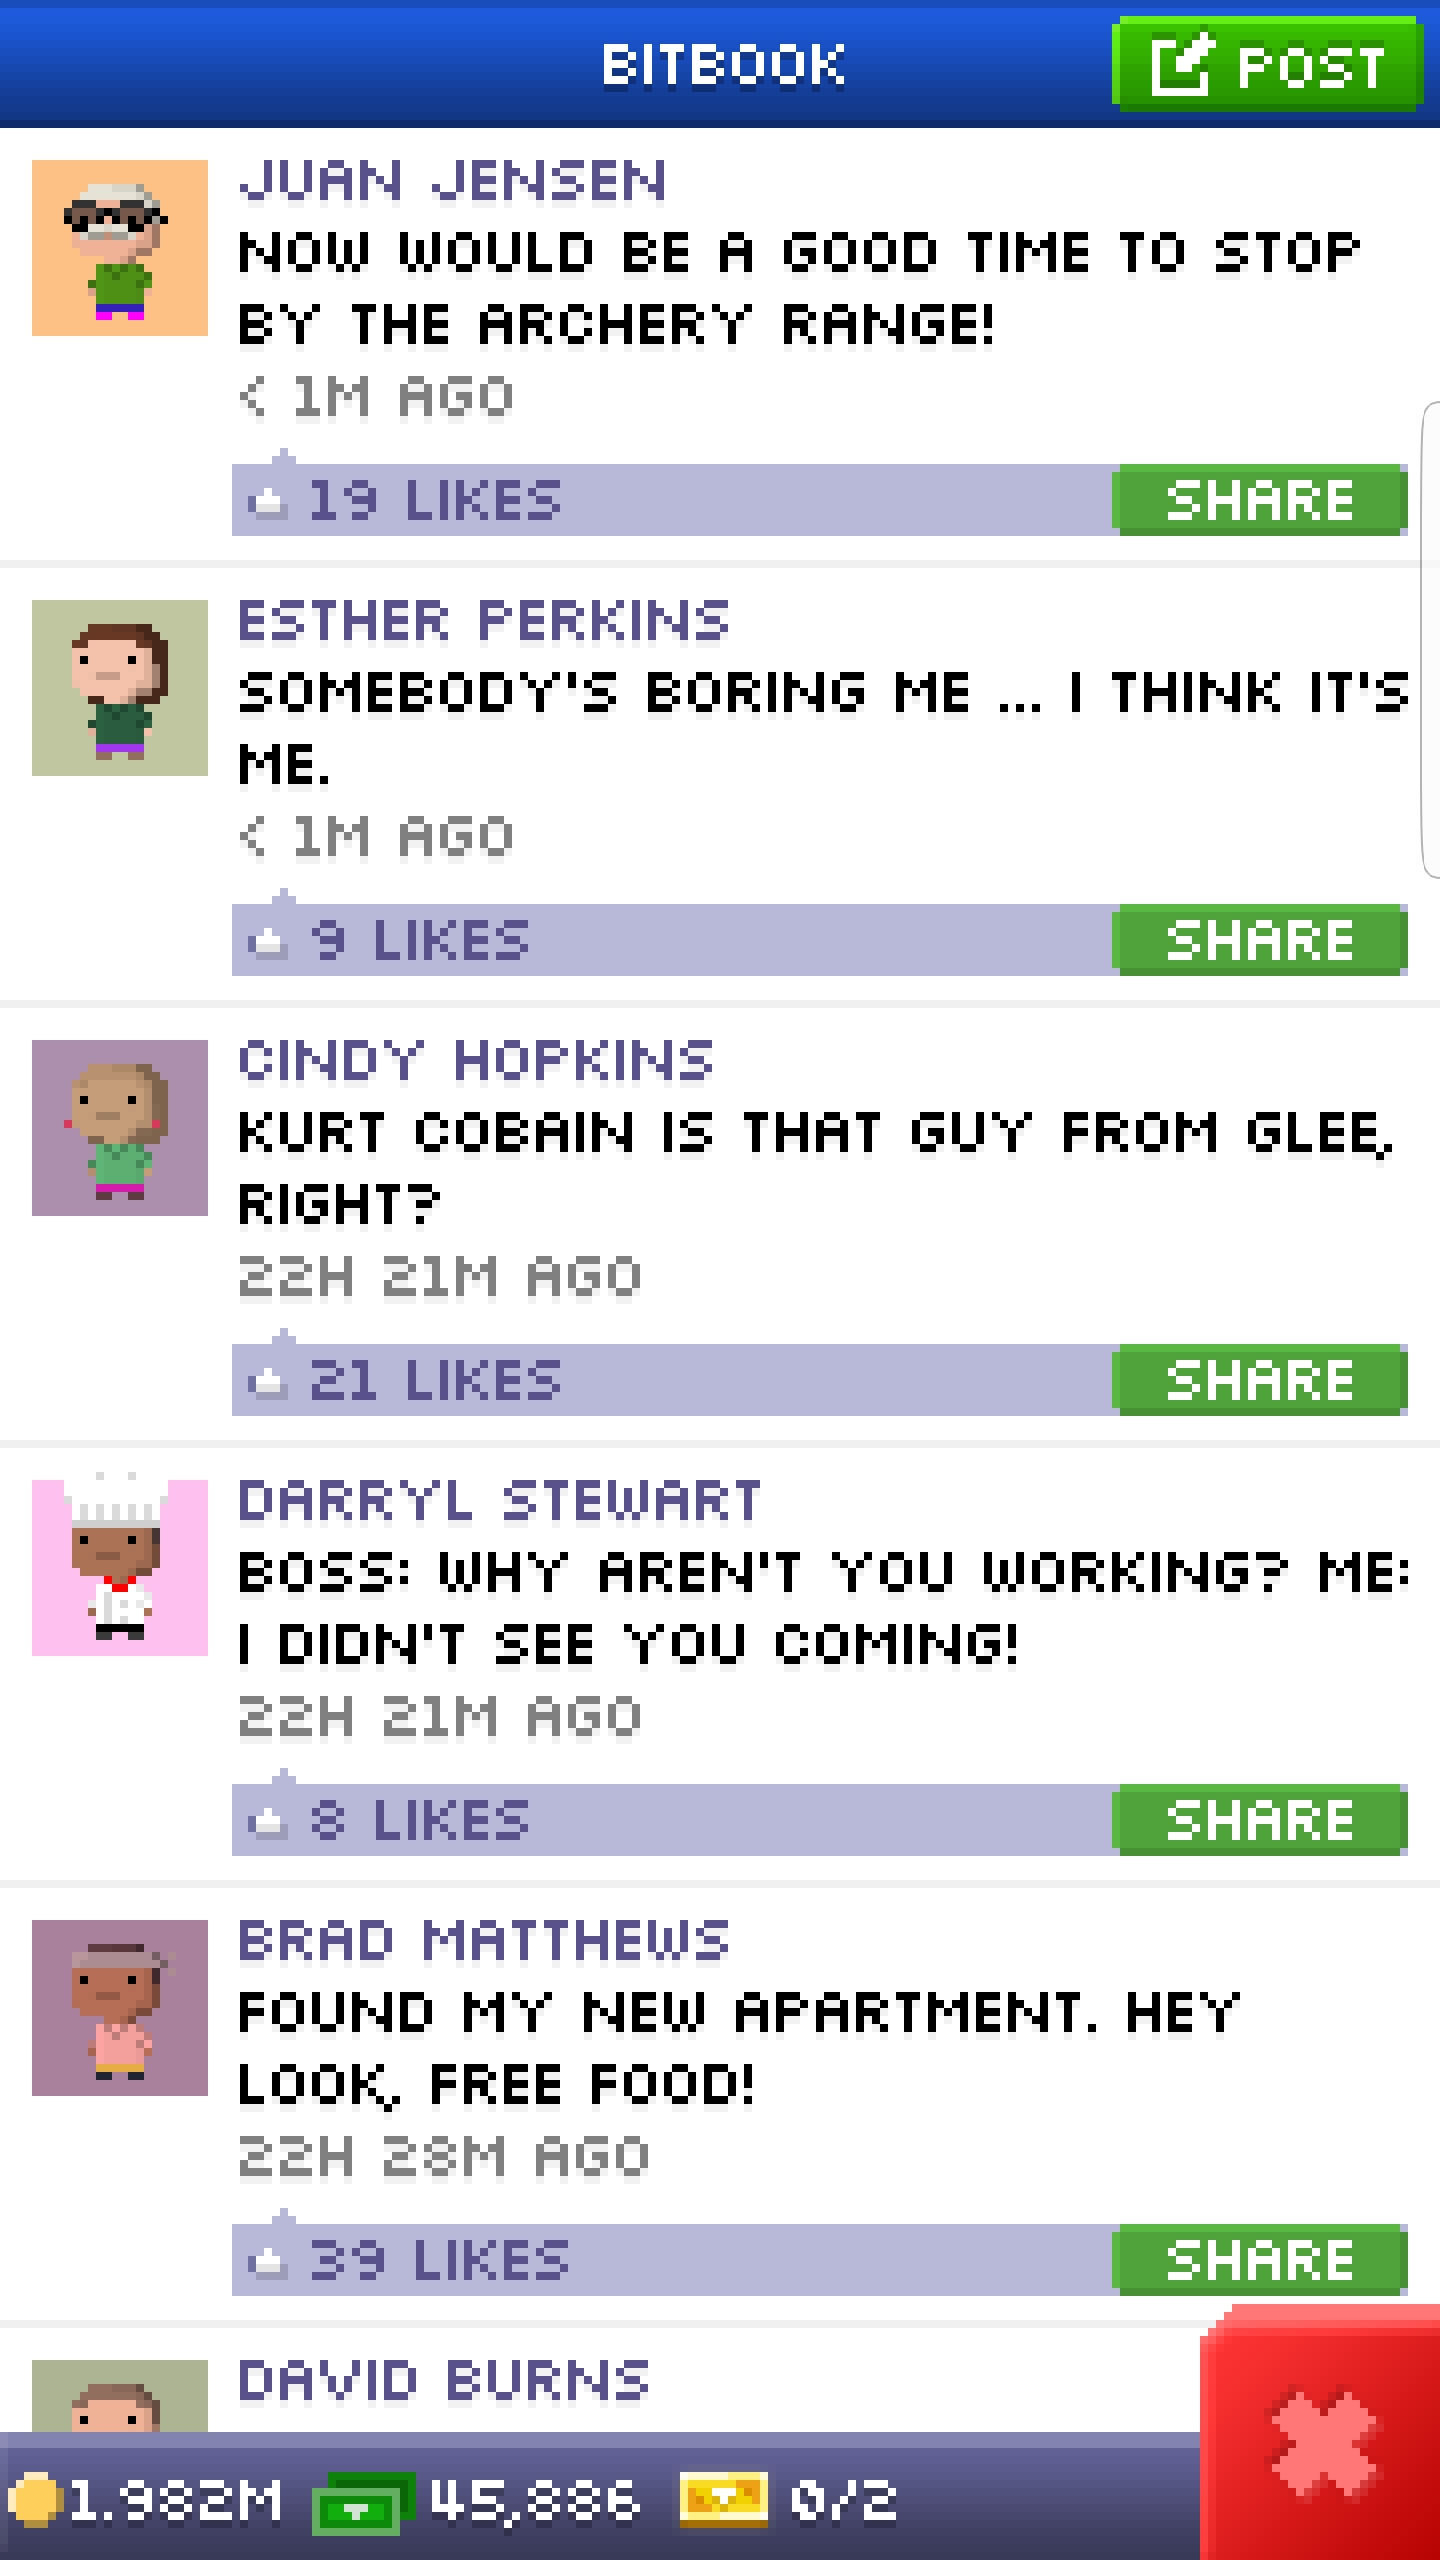 BITBOOK
POST
JUAN JENSEN
NOW WOULD BE A GOOD TIME TO STOP
BY THE ARCHERY RANGE!
< 1M AGO
19 LIKES
SHARE
ESTHER PERKINS
SOMEBODY'S BORING ME ... I THINK IT'S
ME.
< 1M AGO
9 LIKES
SHARE
CINDY HOPKINS
KURT COBAIN IS THAT GUY FROM GLEE,
RIGHT?
22H 21M AGO
21 LIKES
SHARE
DARRYL STEWART
BOSS: WHY AREN'T YOU WORKING? ME:
I DIDN'T SEE YOU COMING!
22H 21M AGO
8 LIKES
SHARE
BRAD MATTHEWS
FOUND MY NEW APARTMENT. HEY
LOOK, FREE FOOD!
22H 28M AGO
39 LIKES
SHARE
DAVID BURNS
1.982M 45,886 0/2